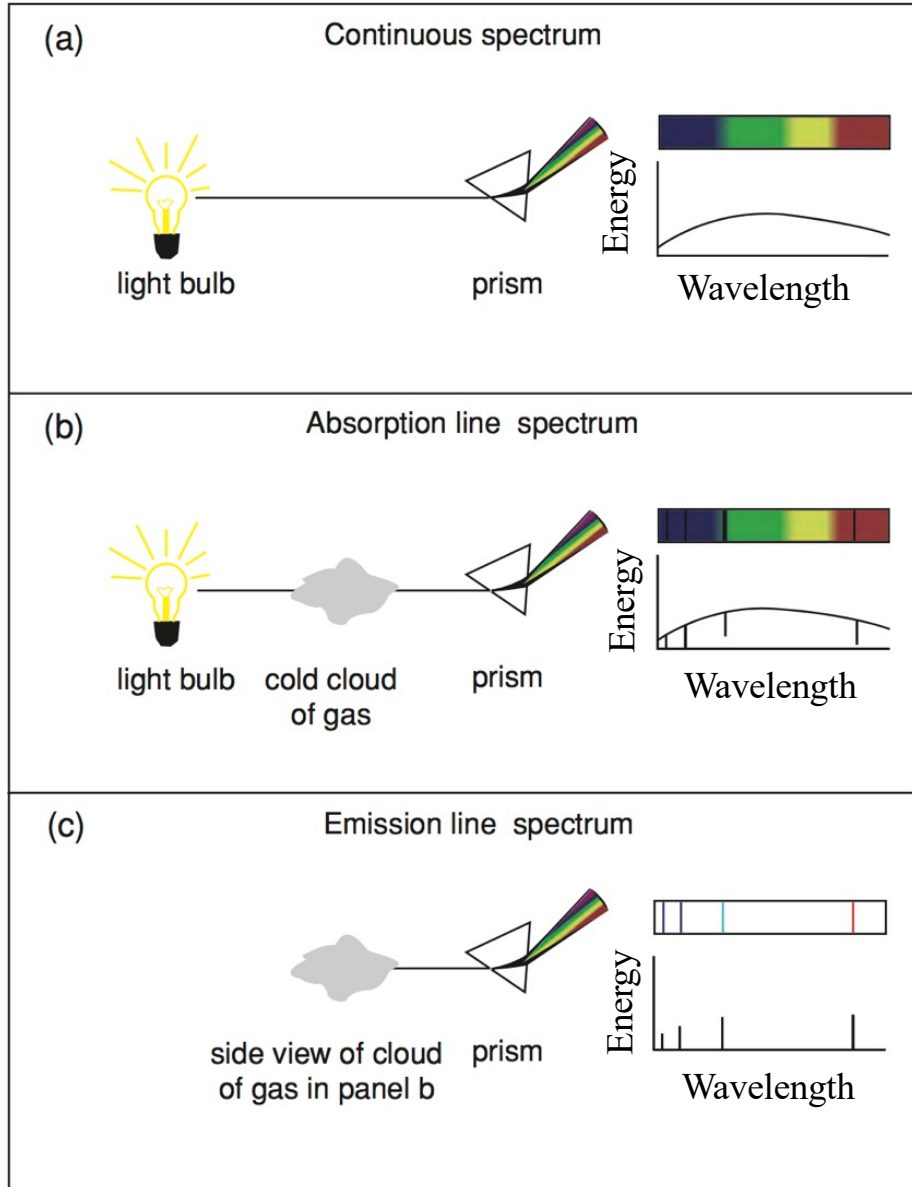 (a)
Continuous spectrum
light bulb
prism
Energy
Wavelength
(b)
Absorption line spectrum
light bulb
cold cloud
of gas
prism
Energy
Wavelength
(c)
Emission line spectrum
side view of cloud
of gas in panel b
prism
Energy
Wavelength